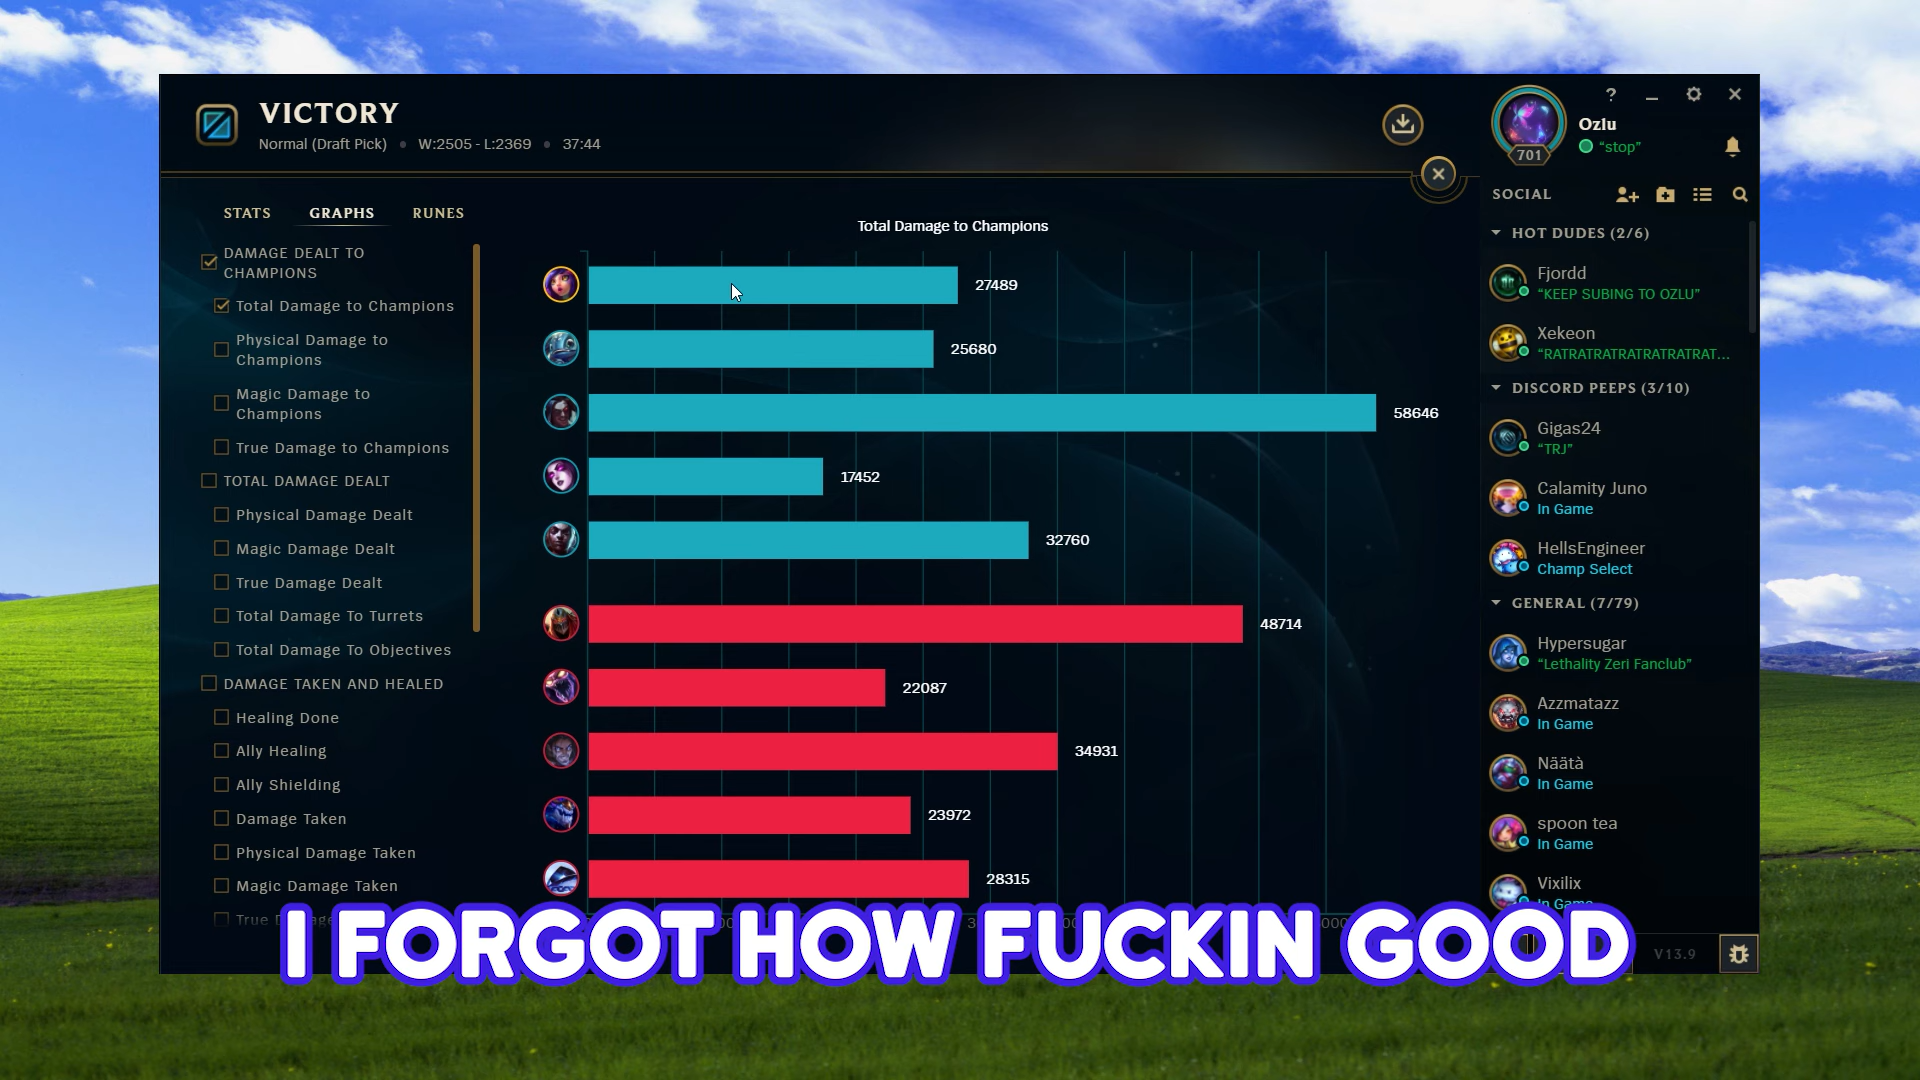 VICTORY
Normal (Draft Pick) • W:2505 - L:2369 • 37:44
?
Ozlu
"stop"
701
SOCIAL
STATS GRAPHS RUNES
DAMAGE DEALT TO
CHAMPIONS
Total Damage to Champions
Physical Damage to
Champions
Magic Damage to
Champions
True Damage to Champions
TOTAL DAMAGE DEALT
Physical Damage Dealt
Magic Damage Dealt
True Damage Dealt
Total Damage To Turrets
Total Damage To Objectives
DAMAGE TAKEN AND HEALED
Healing Done
Ally Healing
Ally Shielding
Damage Taken
Physical Damage Taken
Magic Damage Taken
True
Total Damage to Champions
27489
25680
58646
17452
32760
48714
22087
34931
23972
28315
HOT DUDES (2/6)
Fjordd
"KEEP SUBING TO OZLU"
Xekeon
"RATRATRATRATRATRATRAT...
DISCORD PEEPS (3/10)
Gigas24
"TRJ"
Calamity Juno
In Game
HellsEngineer
Champ Select
GENERAL (7/79)
Hypersugar
"Lethality Zeri Fanclub"
Azzmatazz
In Game
Näätà
In Game
spoon tea
In Game
Vixilix
In Game
V13.9
I FORGOT HOW FUCKIN GOOD